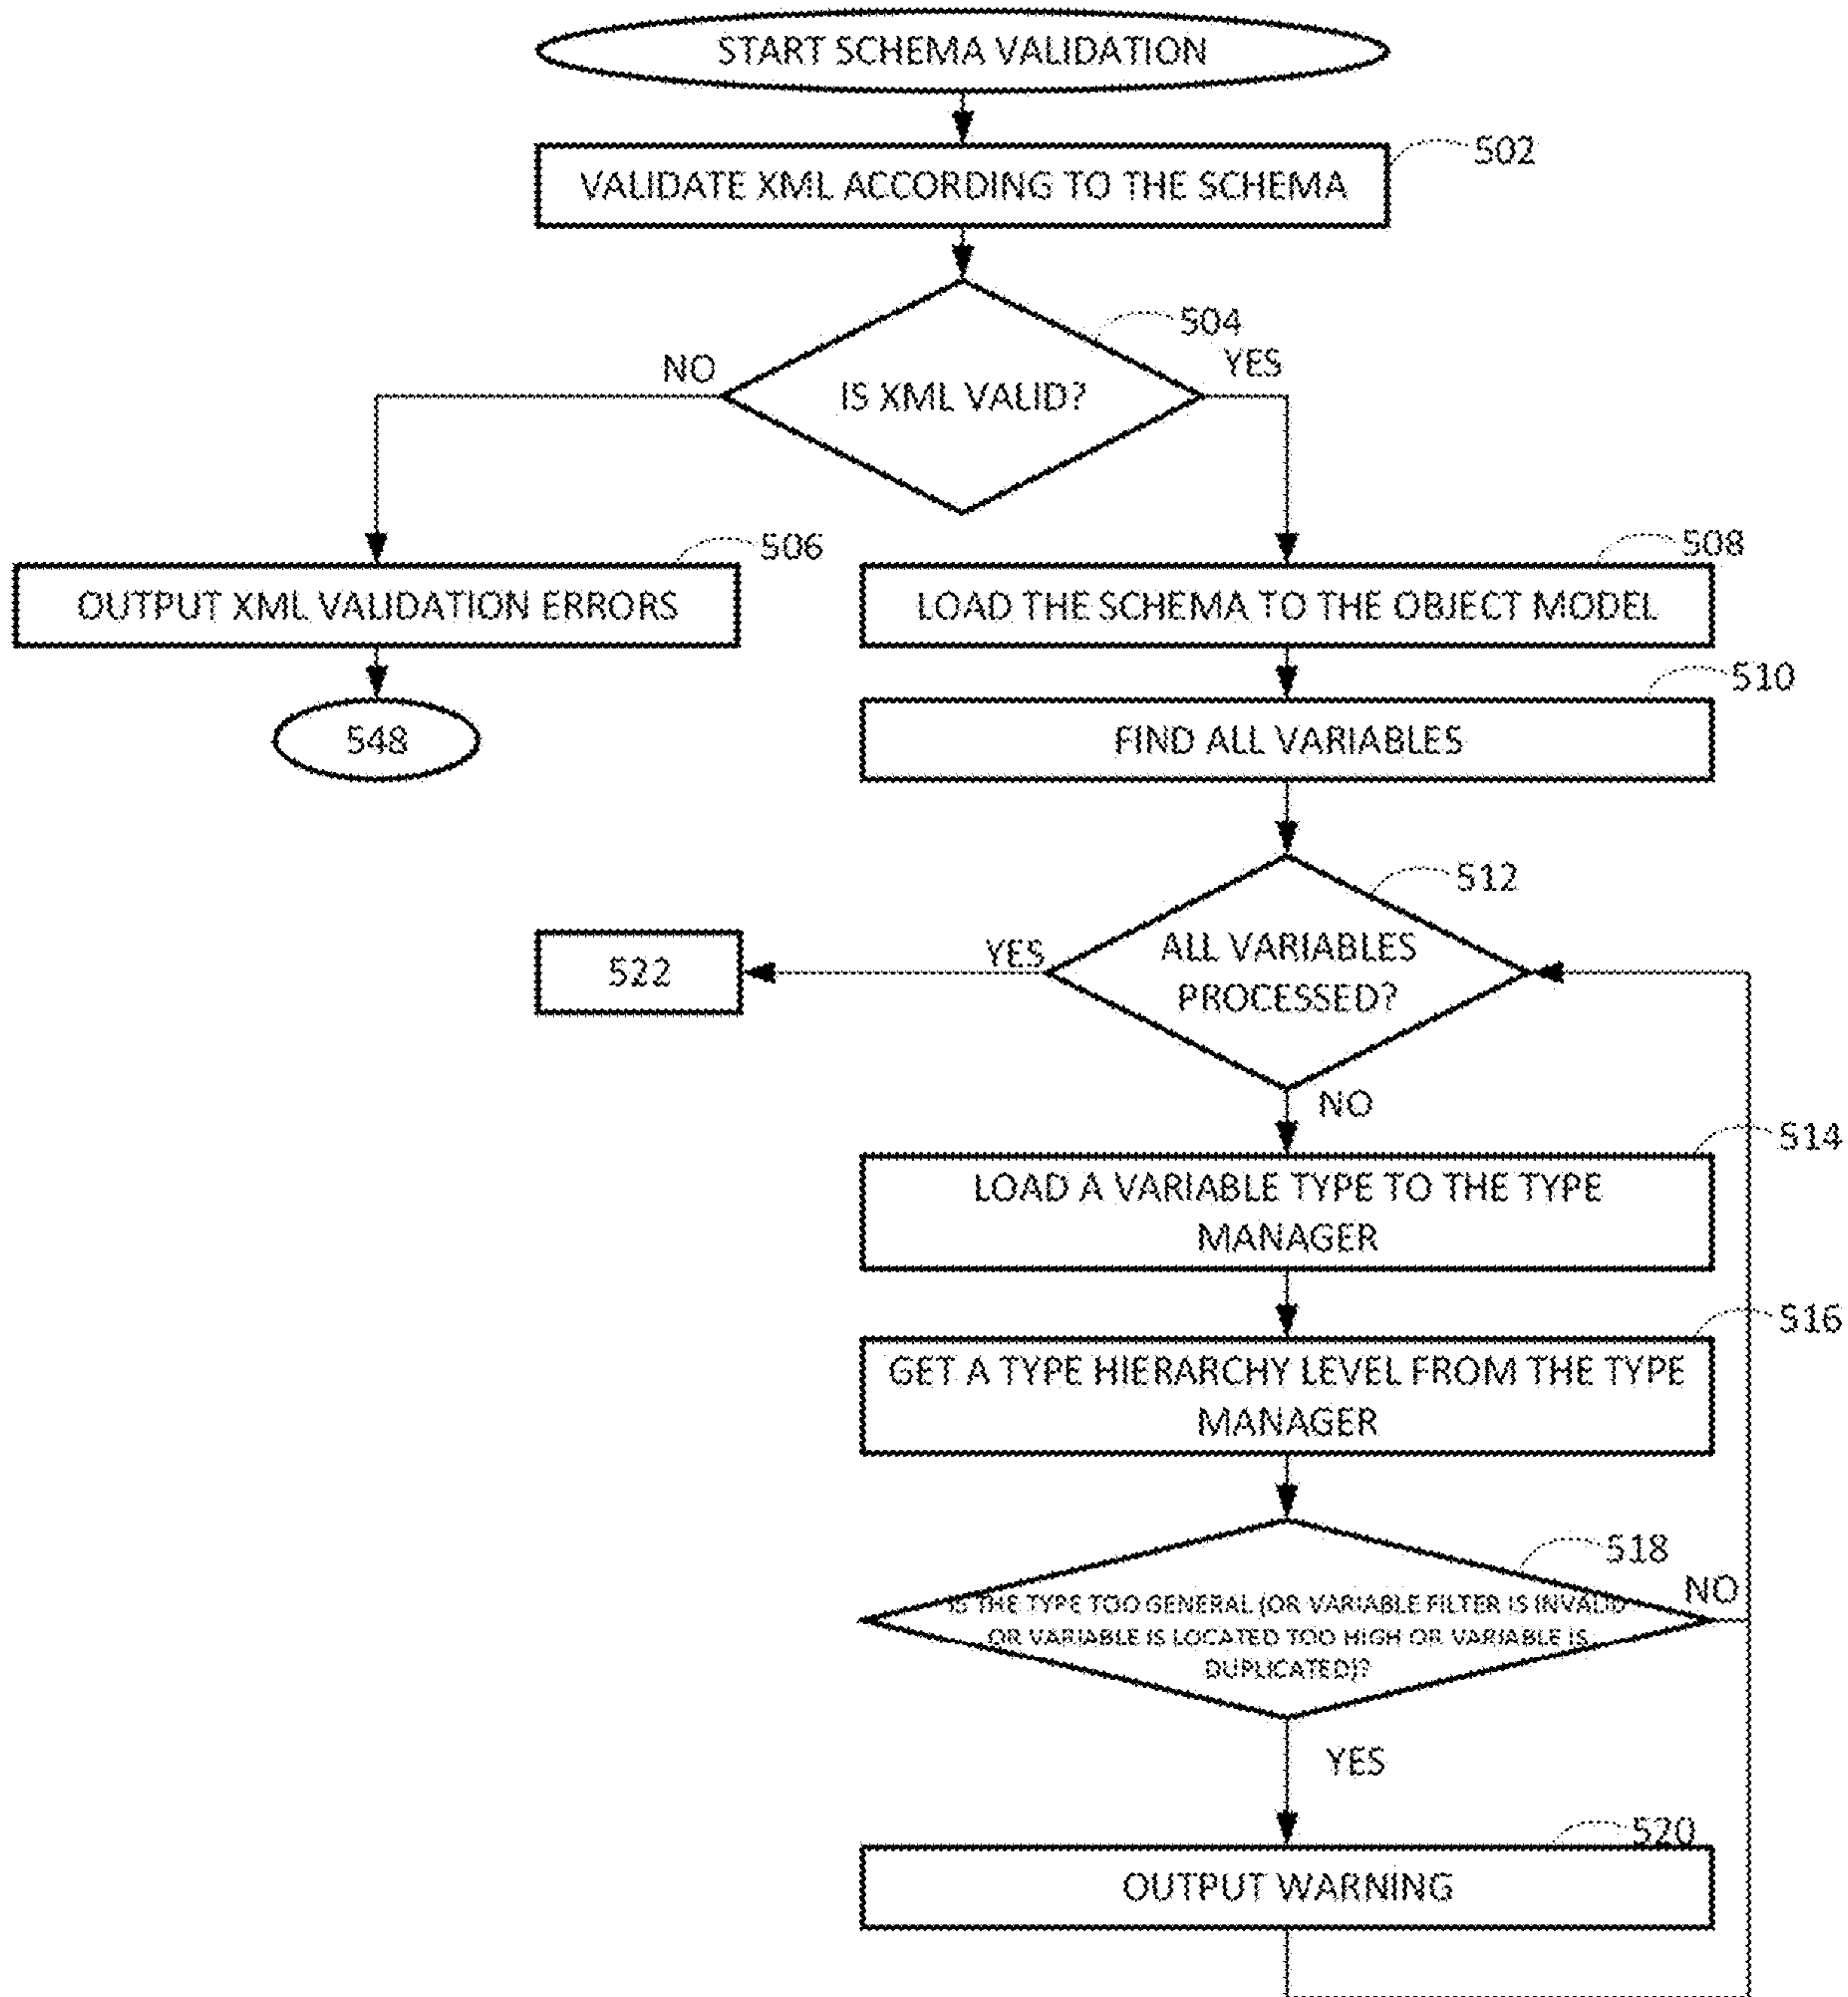 START SCHEMA VALIDATION
502
VALIDATE XML ACCORDING TO THE SCHEMA
504
NO
YES
IS XML VALID?
506
508
OUTPUT XML VALIDATION ERRORS
LOAD THE SCHEMA TO THE OBJECT MODEL
510
548
FIND ALL VARIABLES
512
YES
ALL VARIABLES
PROCESSED?
522
NO
514
LOAD A VARIABLE TYPE TO THE TYPE
MANAGER
516
GET A TYPE HIERARCHY LEVEL FROM THE TYPE
MANAGER
518
NO
IS THE TYPE TOO GENERAL (OR VARIABLE FILTER IS INVALID
OR VARIABLE IS LOCATED TOO HIGH OR VARIABLE IS
DUPLICATED)?
YES
520
OUTPUT WARNING